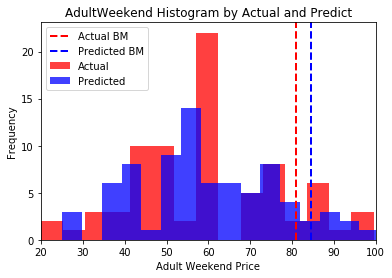 AdultWeekend Histogram by Actual and Predict
Actual BM
Predicted BM
Actual
Predicted
Frequency
20
15
10
5
0
20 30 40 50 60 70 80 90 100
Adult Weekend Price